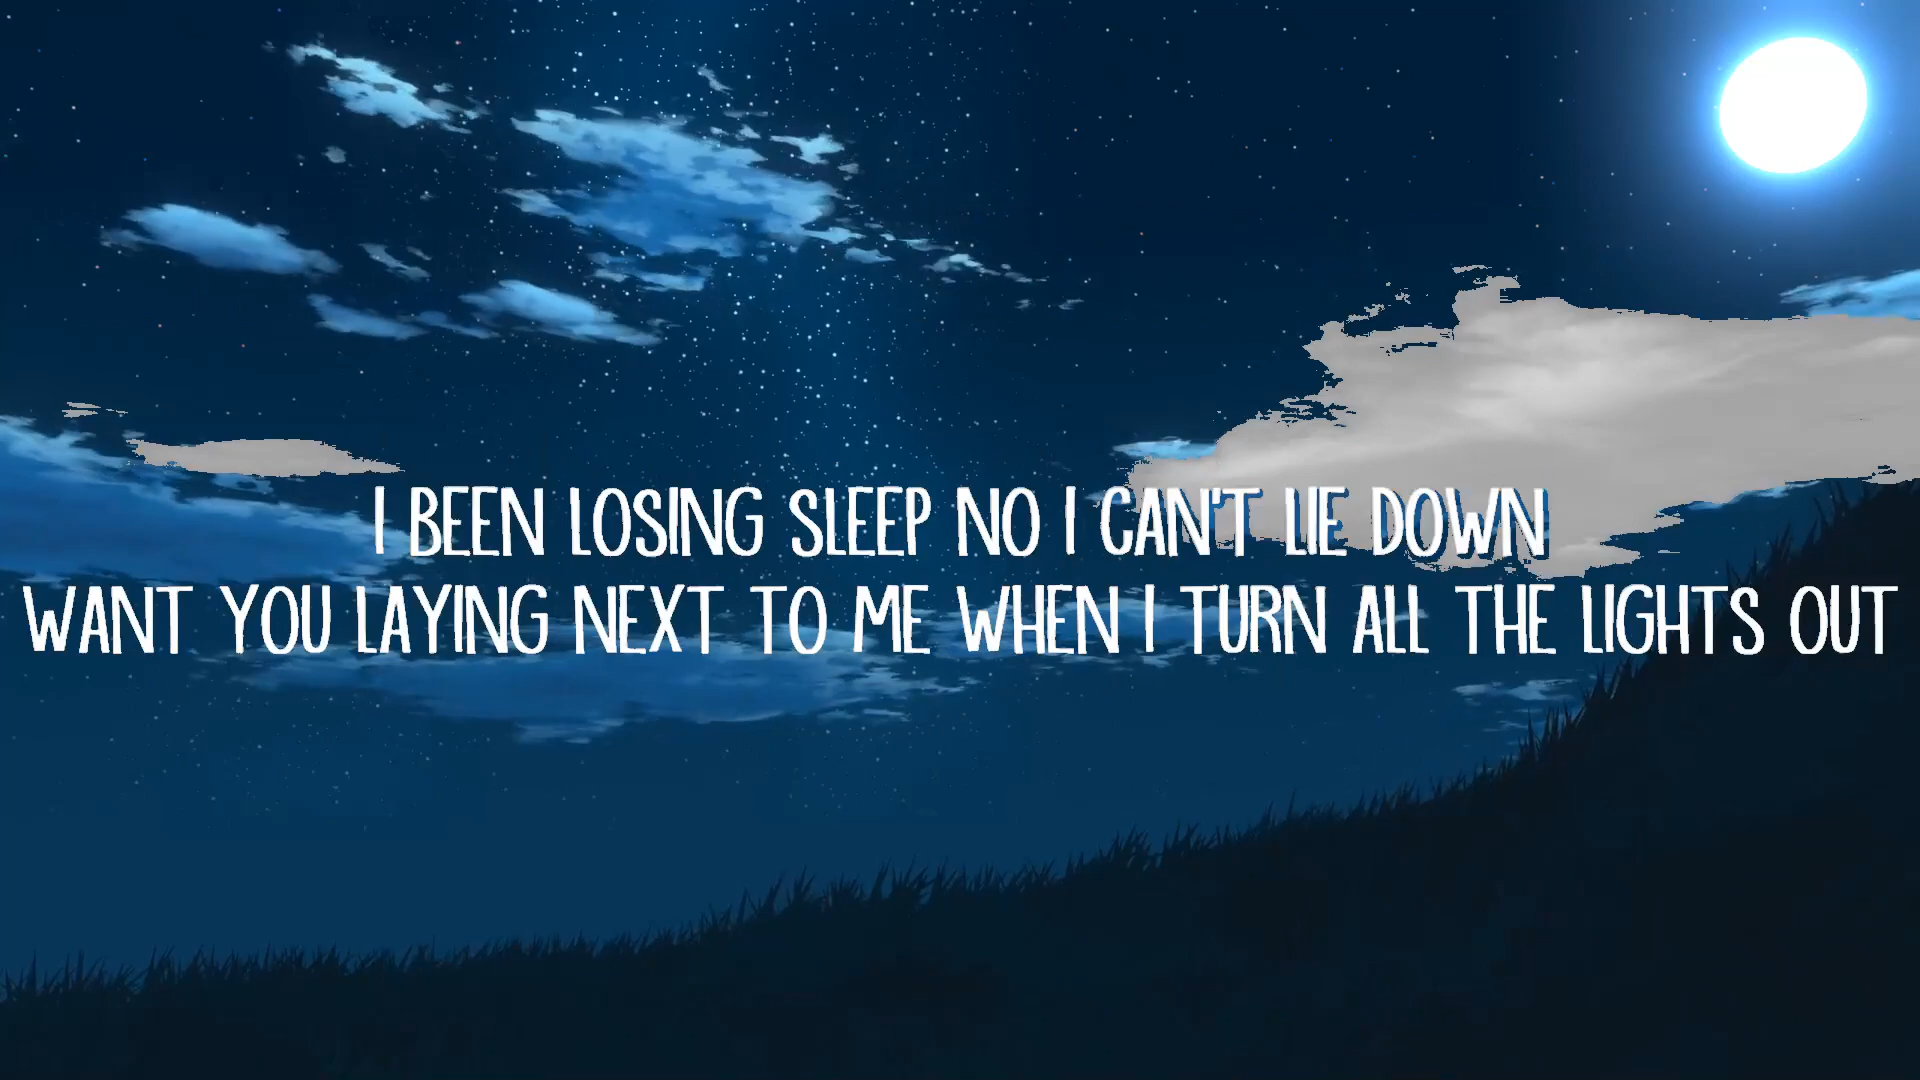 I BEEN LOSING SLEEP NO I CAN'T LIE DOWN
WANT YOU LAYING NEXT TO ME WHEN I TURN ALL THE LIGHTS OUT